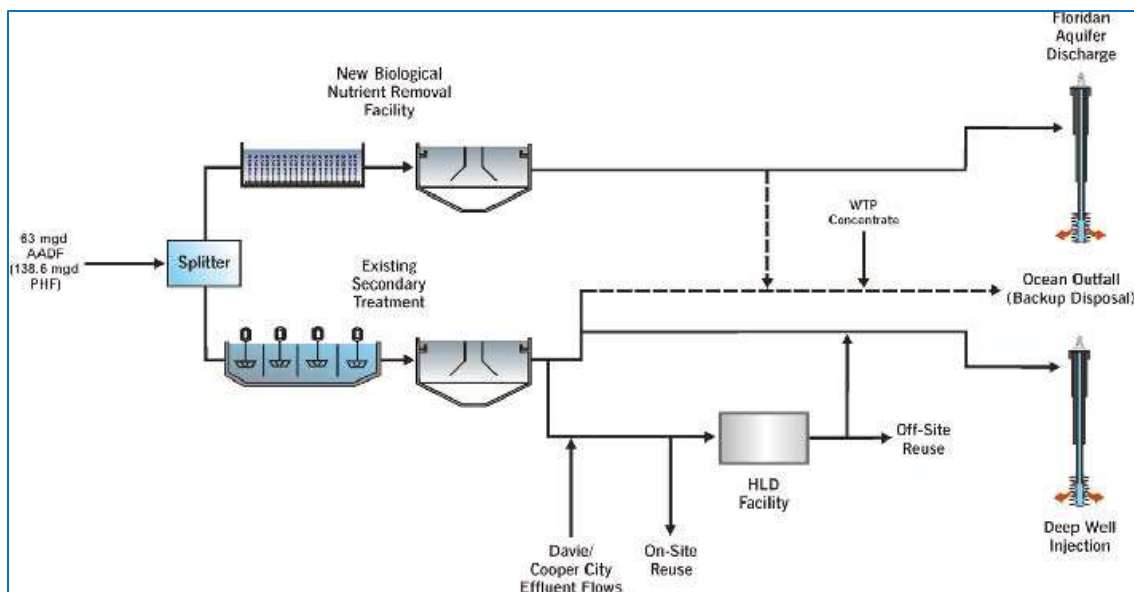 Floridan
Aquifer
Discharge
New Biological
Nutrient Removal
Facility
WTP
Concentrate
63 mgd
AADF
(138.6 mgd
PHF)
Splitter
Existing
Secondary
Treatment
Ocean Outfall
(Backup Disposal)
Off-Site
Reuse
HLD
Facility
Davie/
Cooper City
Effluent Flows
On-Site
Reuse
Deep Well
Injection